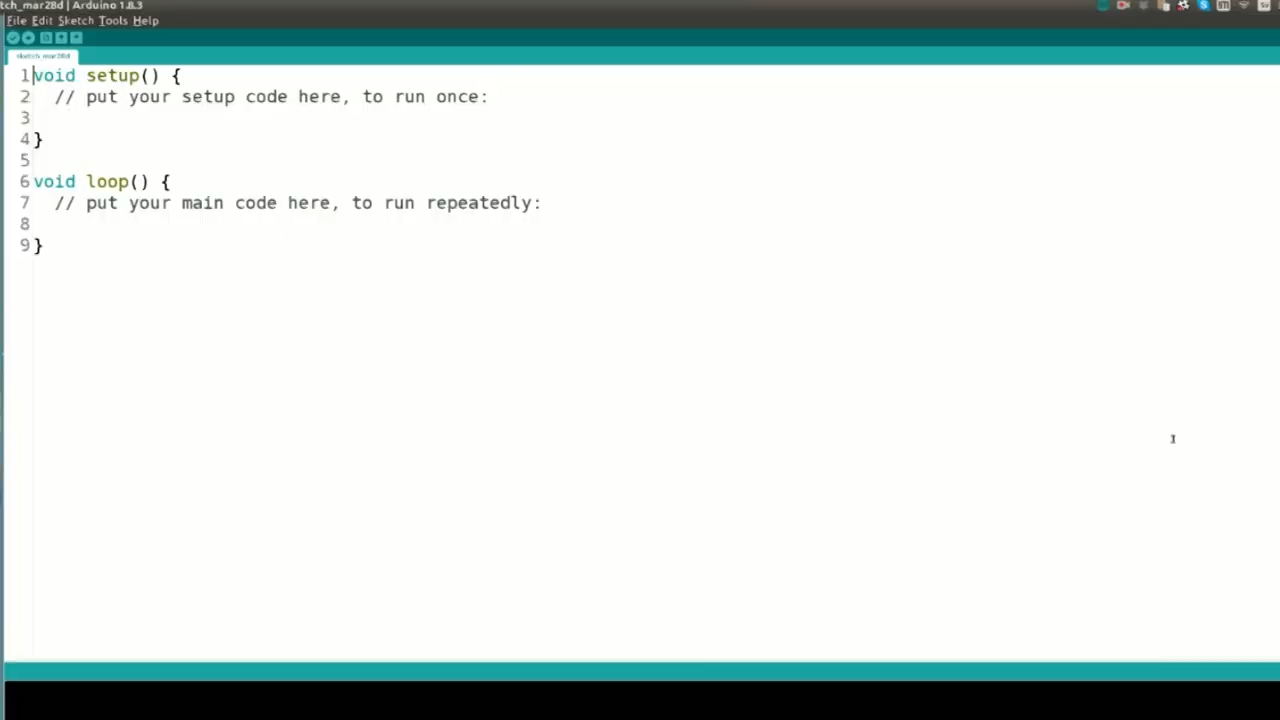 tch_mar28d | Arduino 1.8.3
File Edit Sketch Tools Help
sketch_mar28d
1 void setup() {
2 // put your setup code here, to run once:
3
4 }
5
6 void loop() {
7 // put your main code here, to run repeatedly:
8
9 }